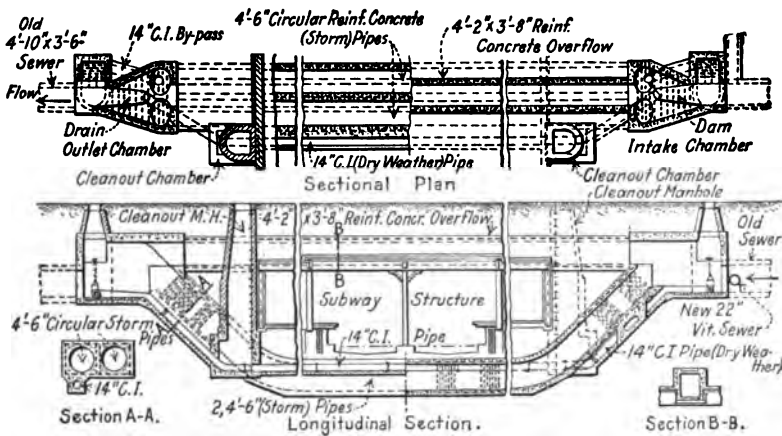 Old
4'-10"x3'-6"
Sewer
14" C.I. By-pass
4'-6" Circular Reinf. Concrete
(Storm) Pipes
4'-2" x 3'-8" Reinf.
Concrete Overflow
Flow
Drain
Outlet Chamber
Dam
Intake Chamber
14" C.I. (Dry Weather) Pipe
Cleanout Chamber
Sectional Plan
Cleanout Chamber
Cleanout Manhole
Cleanout M.H.
4'-2" x3'-8" Reinf. Concr. Overflow
B
B
Old
Sewer
Subway Structure
A
A
New 22"
Vit. Sewer
4'-6" Circular Storm
Pipes
14" C.I. Pipe
14" C.I. Pipe (Dry Weather)
14" C.I.
2, 4'-6" (Storm) Pipes
Section A-A.
Longitudinal Section.
Section B-B.